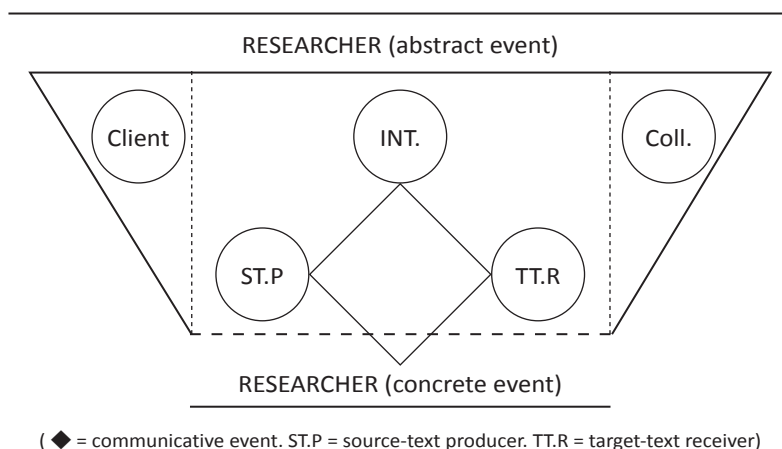 RESEARCHER (abstract event)
Client
INT.
Coll.
ST.P
TT.R
RESEARCHER (concrete event)
( ◆ = communicative event. ST.P = source-text producer. TT.R = target-text receiver)